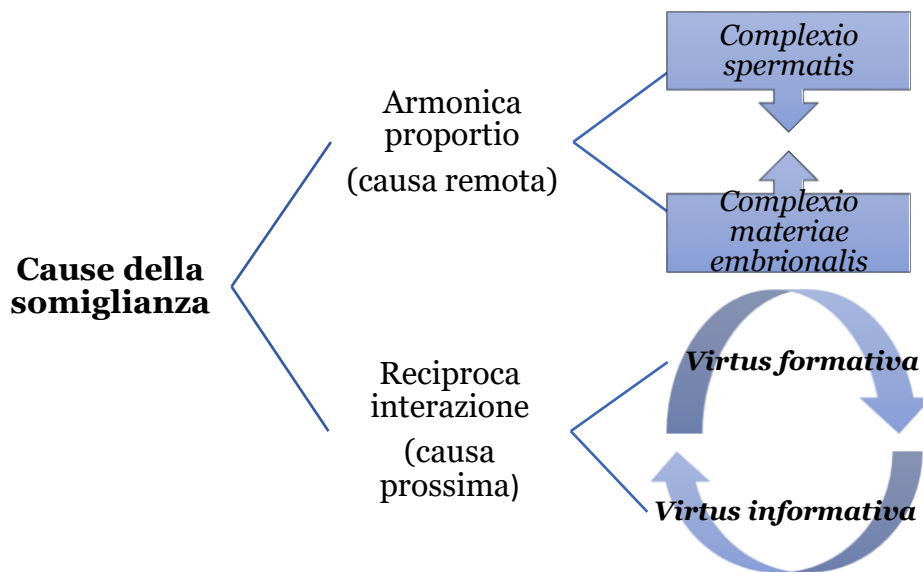 Cause della
somiglianza
Armonica
proportio
(causa remota)
Complexio
spermatis
Complexio
materiae
embrionalis
Reciproca
interazione
(causa
prossima)
Virtus formativa
Virtus informativa